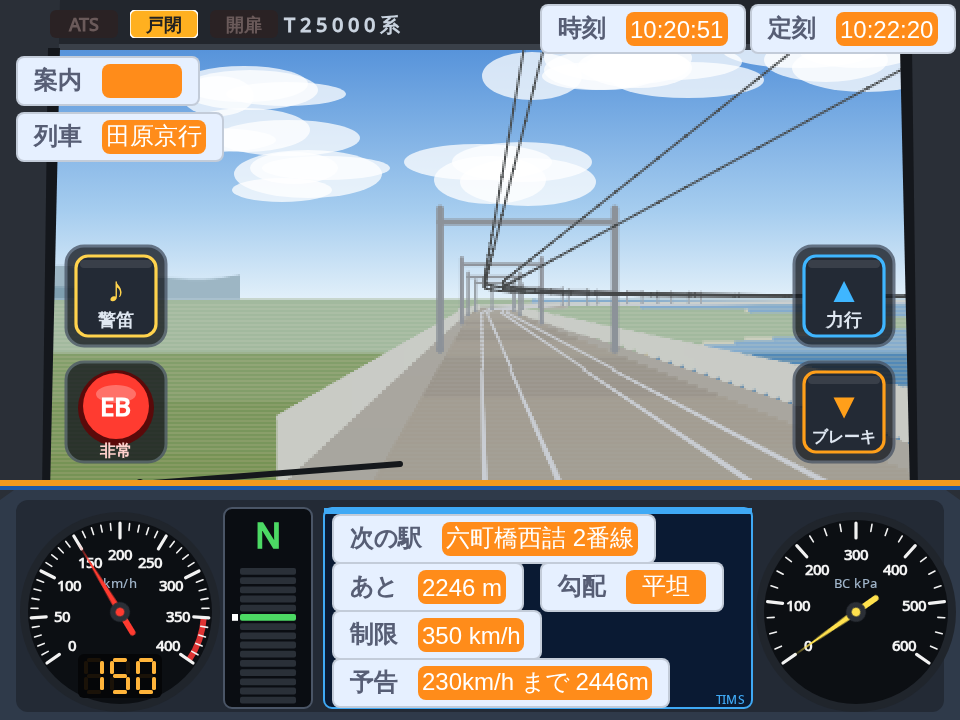 ATS 戸閉 開扉 T25000系
時刻 10:20:51 定刻 10:22:20
案内
列車 田原京行
♪
警笛
▲
力行
EB
非常
▼
ブレーキ
0 50 100 150 200 250 300 350 400
km/h
150
N
次の駅 六町橋西詰 2番線
あと 2246 m 勾配 平坦
制限 350 km/h
予告 230km/h まで 2446m
TIMS
0 100 200 300 400 500 600
BC kPa